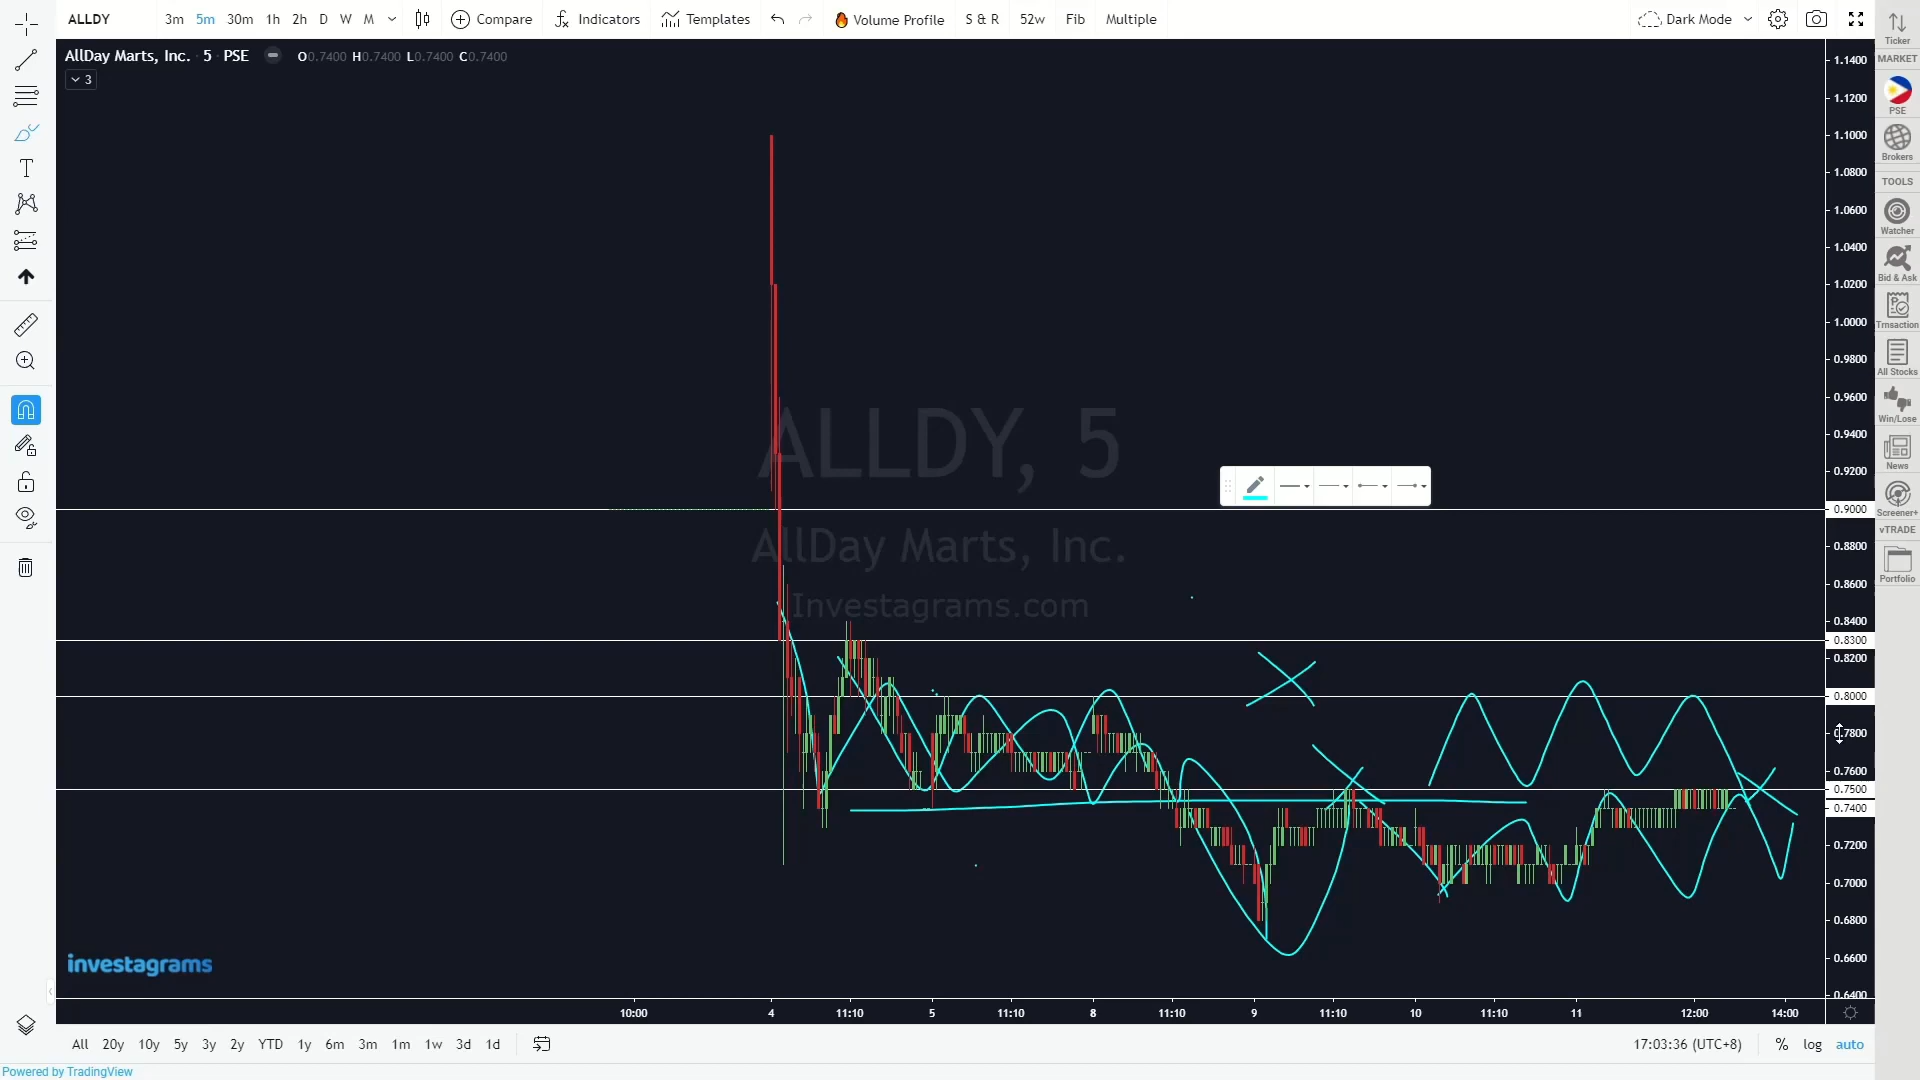 ALLDY 3m 5m 30m 1h 2h D W M Compare Indicators Templates Volume Profile S & R 52w Fib Multiple Dark Mode
AllDay Marts, Inc. 5 PSE O0.7400 H0.7400 L0.7400 C0.7400
3
ALLDY, 5
AllDay Marts, Inc.
Investagrams.com
investagrams
1.1400
1.1200
1.1000
1.0800
1.0600
1.0400
1.0200
1.0000
0.9800
0.9600
0.9400
0.9200
0.9000
0.8800
0.8600
0.8400
0.8300
0.8200
0.8000
0.7800
0.7600
0.7500
0.7400
0.7200
0.7000
0.6800
0.6600
0.6400
10:00 4 11:10 5 11:10 8 11:10 9 11:10 10 11:10 11 12:00 14:00
All 20y 10y 5y 3y 2y YTD 1y 6m 3m 1m 1w 3d 1d 17:03:36 (UTC+8) % log auto
Powered by TradingView
Ticker
MARKET
PSE
Brokers
TOOLS
Watcher
Bid & Ask
Trnsaction
All Stocks
Win/Lose
News
Screener+
vTRADE
Portfolio